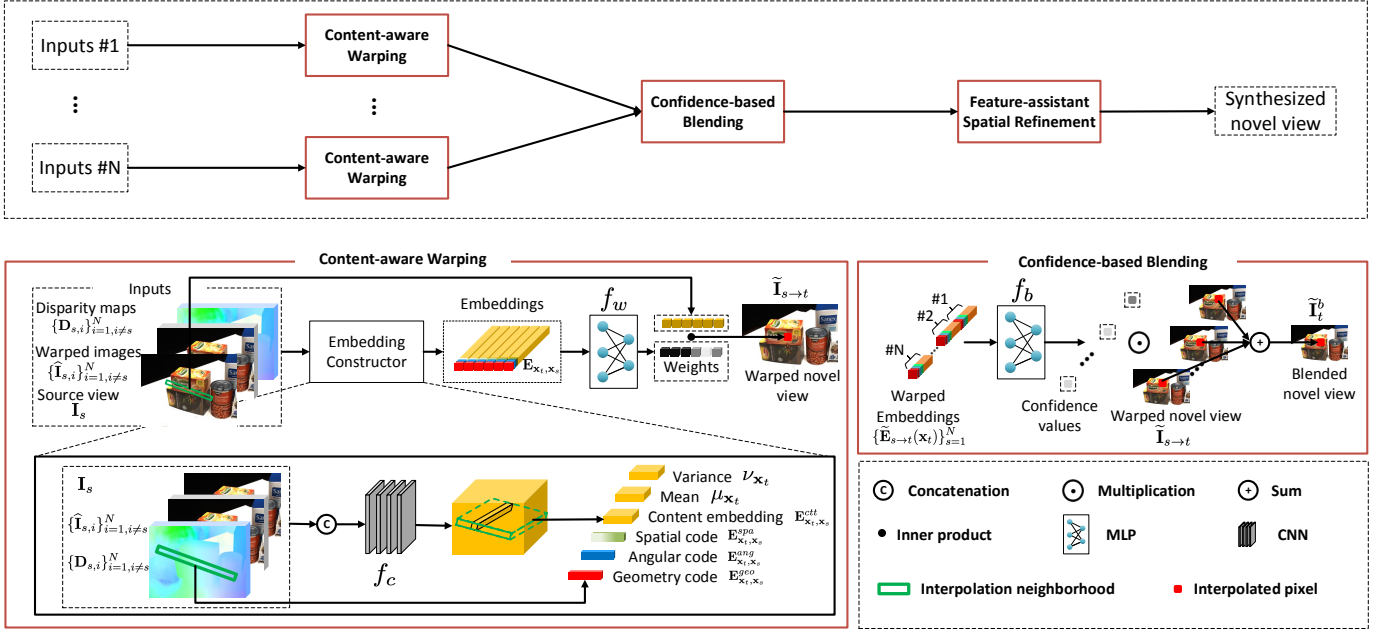 Inputs #1
Content-aware
Warping
Inputs #N
Content-aware
Warping
Confidence-based
Blending
Feature-assistant
Spatial Refinement
Synthesized
novel view
Content-aware Warping
Inputs
Disparity maps
{D_{s,i}}^N_{i=1,i≠s}
Warped images
{Î_{s,i}}^N_{i=1,i≠s}
Source view
I_s
Embedding
Constructor
Embeddings
E_{x_t,x_s}
f_w
Weights
Ĩ_{s→t}
Warped novel
view
I_s
{Î_{s,i}}^N_{i=1,i≠s}
{D_{s,i}}^N_{i=1,i≠s}
C
f_c
Variance ν_{x_t}
Mean μ_{x_t}
Content embedding E^{ctt}_{x_t,x_s}
Spatial code E^{spa}_{x_t,x_s}
Angular code E^{ang}_{x_t,x_s}
Geometry code E^{geo}_{x_t,x_s}
Confidence-based Blending
#1
#2
#N
Warped
Embeddings
{Ẽ_{s→t}(x_t)}^N_{s=1}
f_b
Confidence
values
Warped novel view
Ĩ_{s→t}
Ĩ^b_t
Blended
novel view
C Concatenation
Multiplication
+ Sum
Inner product
MLP
CNN
Interpolation neighborhood
Interpolated pixel